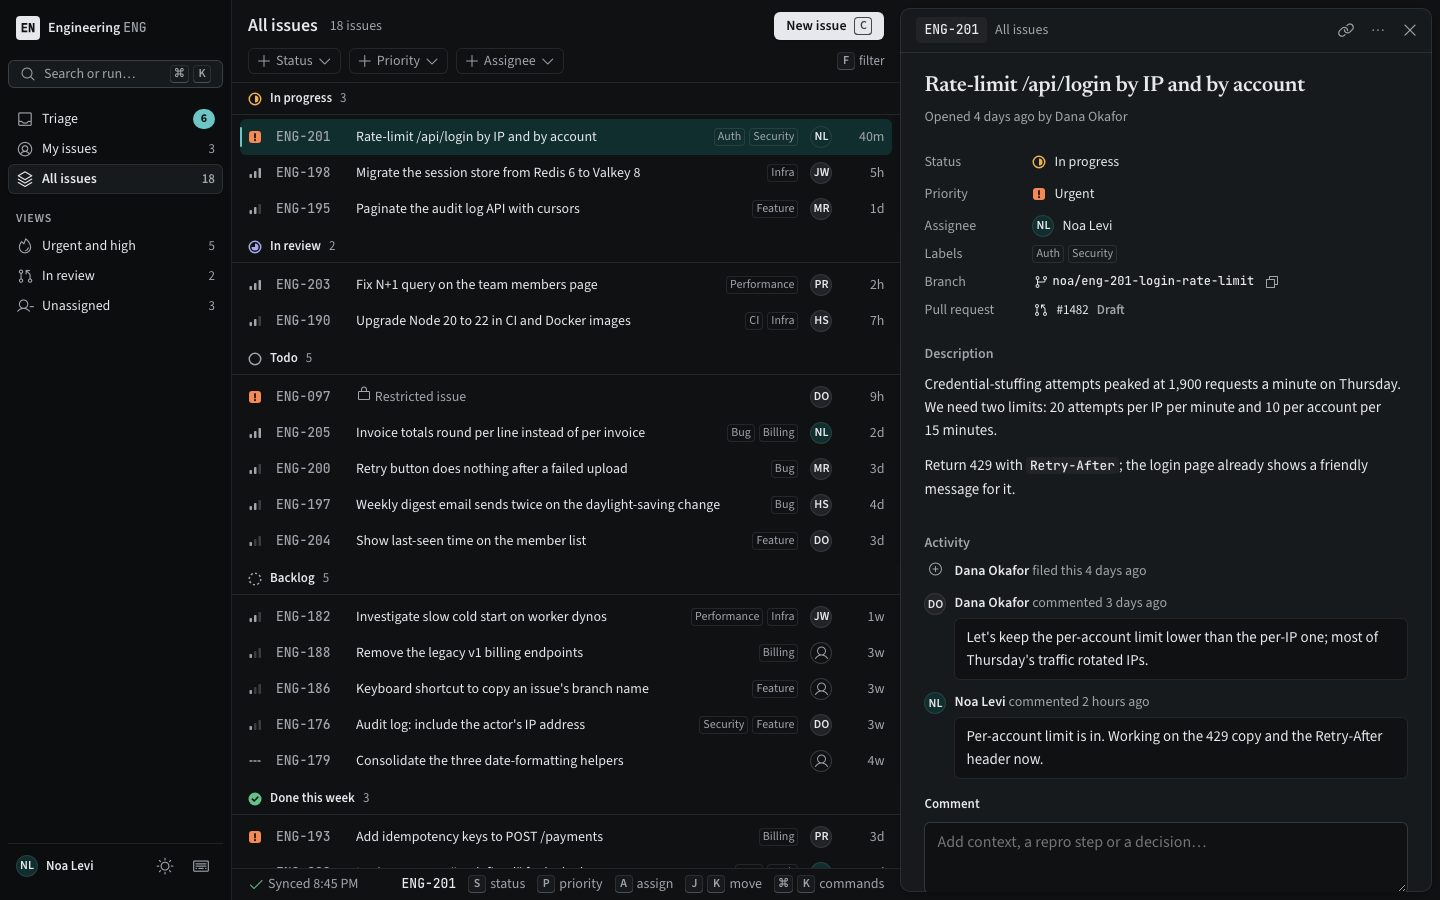 EN Engineering ENG
Search or run… ⌘ K
Triage 6
My issues 3
All issues 18
VIEWS
Urgent and high 5
In review 2
Unassigned 3
NL Noa Levi
All issues 18 issues
New issue C
Status
Priority
Assignee
F filter
In progress 3
ENG-201 Rate-limit /api/login by IP and by account Auth Security NL 40m
ENG-198 Migrate the session store from Redis 6 to Valkey 8 Infra JW 5h
ENG-195 Paginate the audit log API with cursors Feature MR 1d
In review 2
ENG-203 Fix N+1 query on the team members page Performance PR 2h
ENG-190 Upgrade Node 20 to 22 in CI and Docker images CI Infra HS 7h
Todo 5
ENG-097 Restricted issue DO 9h
ENG-205 Invoice totals round per line instead of per invoice Bug Billing NL 2d
ENG-200 Retry button does nothing after a failed upload Bug MR 3d
ENG-197 Weekly digest email sends twice on the daylight-saving change Bug HS 4d
ENG-204 Show last-seen time on the member list Feature DO 3d
Backlog 5
ENG-182 Investigate slow cold start on worker dynos Performance Infra JW 1w
ENG-188 Remove the legacy v1 billing endpoints Billing 3w
ENG-186 Keyboard shortcut to copy an issue's branch name Feature 3w
ENG-176 Audit log: include the actor's IP address Security Feature DO 3w
ENG-179 Consolidate the three date-formatting helpers 4w
Done this week 3
ENG-193 Add idempotency keys to POST /payments Billing PR 3d
Synced 8:45 PM ENG-201 S status P priority A assign J K move ⌘ K commands
ENG-201 All issues
Rate-limit /api/login by IP and by account
Opened 4 days ago by Dana Okafor
Status In progress
Priority Urgent
Assignee NL Noa Levi
Labels Auth Security
Branch noa/eng-201-login-rate-limit
Pull request #1482 Draft
Description
Credential-stuffing attempts peaked at 1,900 requests a minute on Thursday.
We need two limits: 20 attempts per IP per minute and 10 per account per
15 minutes.
Return 429 with Retry-After; the login page already shows a friendly
message for it.
Activity
Dana Okafor filed this 4 days ago
DO Dana Okafor commented 3 days ago
Let's keep the per-account limit lower than the per-IP one; most of
Thursday's traffic rotated IPs.
NL Noa Levi commented 2 hours ago
Per-account limit is in. Working on the 429 copy and the Retry-After
header now.
Comment
Add context, a repro step or a decision…